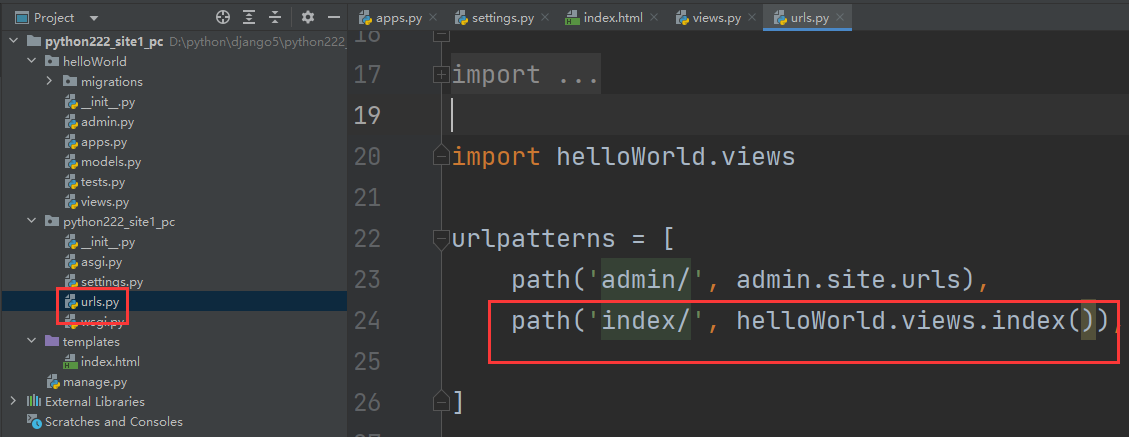 Project
python222_site1_pc D:\python\django5\python222_
helloWorld
migrations
__init__.py
admin.py
apps.py
models.py
tests.py
views.py
python222_site1_pc
__init__.py
asgi.py
settings.py
urls.py
wsgi.py
templates
index.html
manage.py
External Libraries
Scratches and Consoles
apps.py settings.py index.html views.py urls.py
18
17 import ...
19
20 import helloWorld.views
21
22 urlpatterns = [
23 path('admin/', admin.site.urls),
24 path('index/', helloWorld.views.index()),
25
26 ]
27